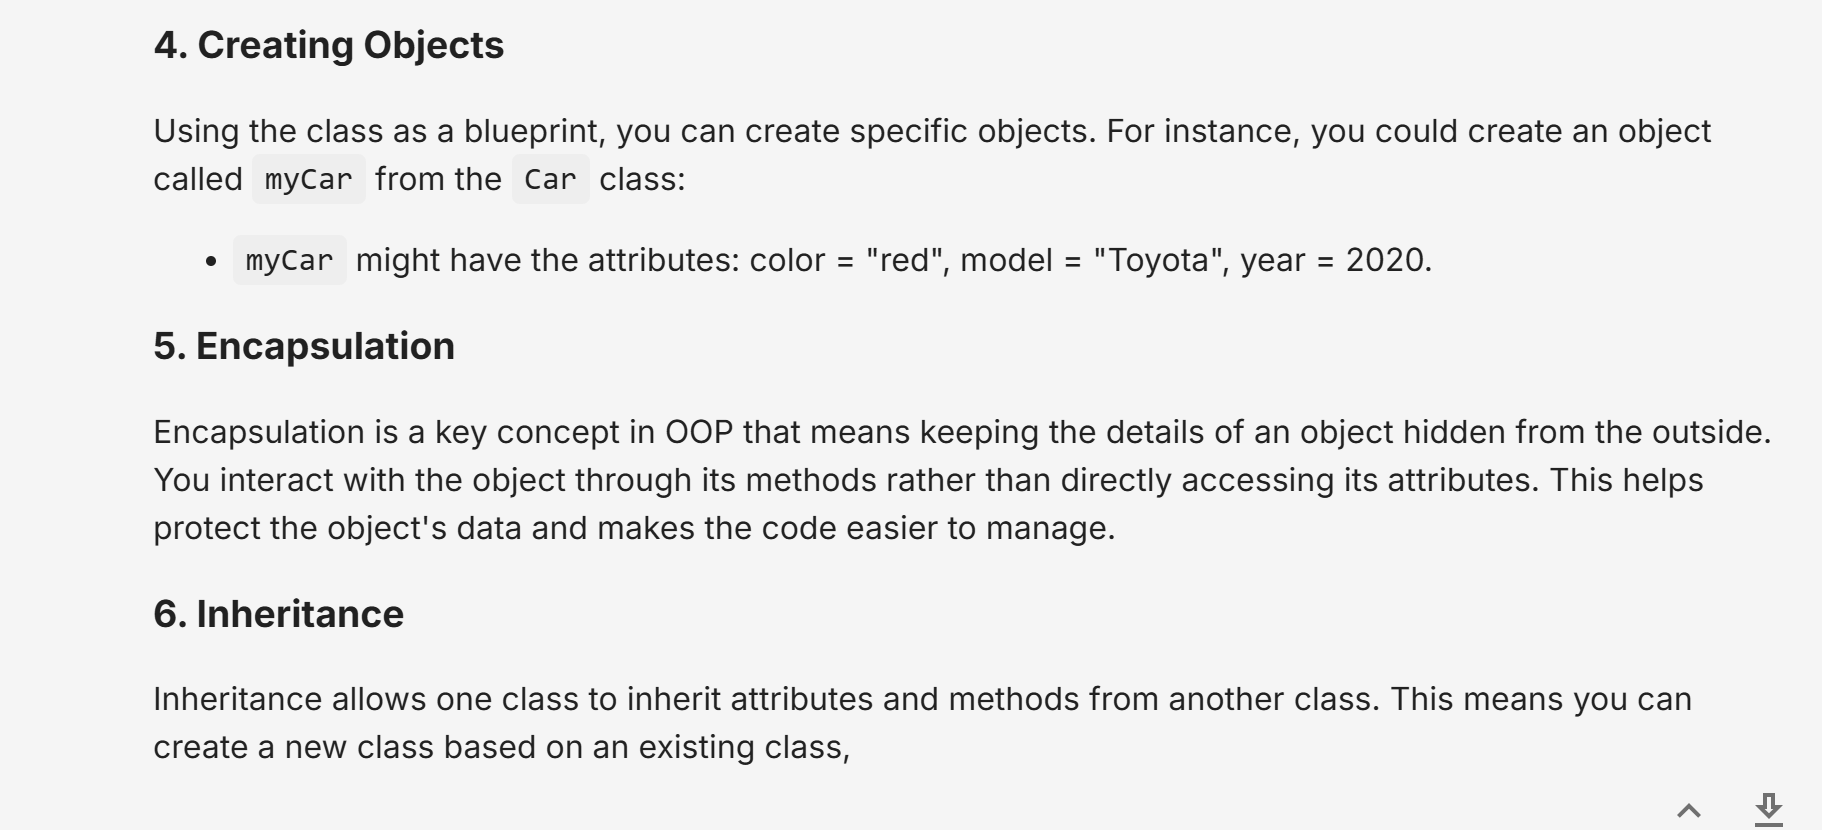 4. Creating Objects
Using the class as a blueprint, you can create specific objects. For instance, you could create an object
called myCar from the Car class:
• myCar might have the attributes: color = "red", model = "Toyota", year = 2020.
5. Encapsulation
Encapsulation is a key concept in OOP that means keeping the details of an object hidden from the outside.
You interact with the object through its methods rather than directly accessing its attributes. This helps
protect the object's data and makes the code easier to manage.
6. Inheritance
Inheritance allows one class to inherit attributes and methods from another class. This means you can
create a new class based on an existing class,